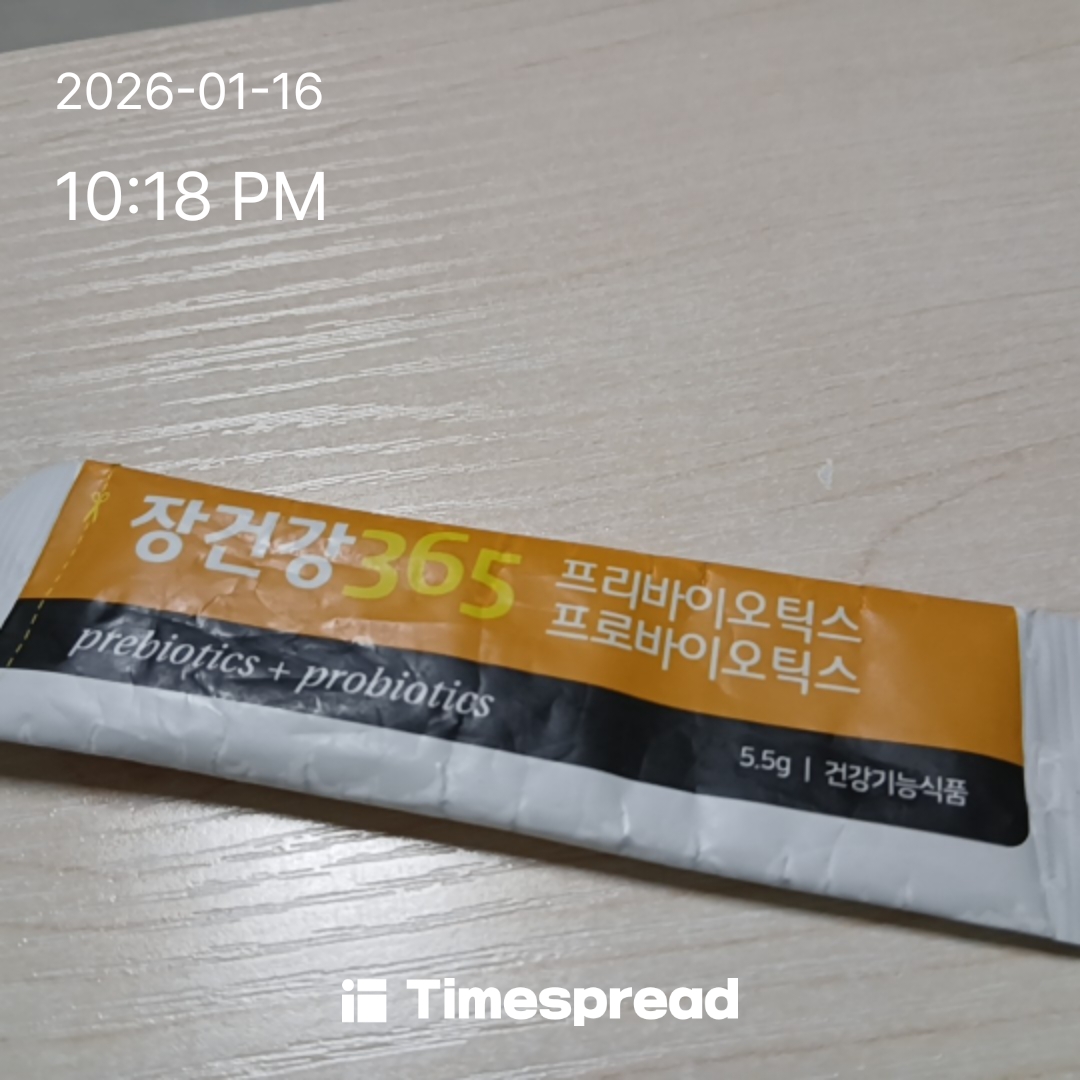 2026-01-16
10:18 PM
장건강365
프리바이오틱스
프로바이오틱스
prebiotics + probiotics
5.5g | 건강기능식품
Timespread